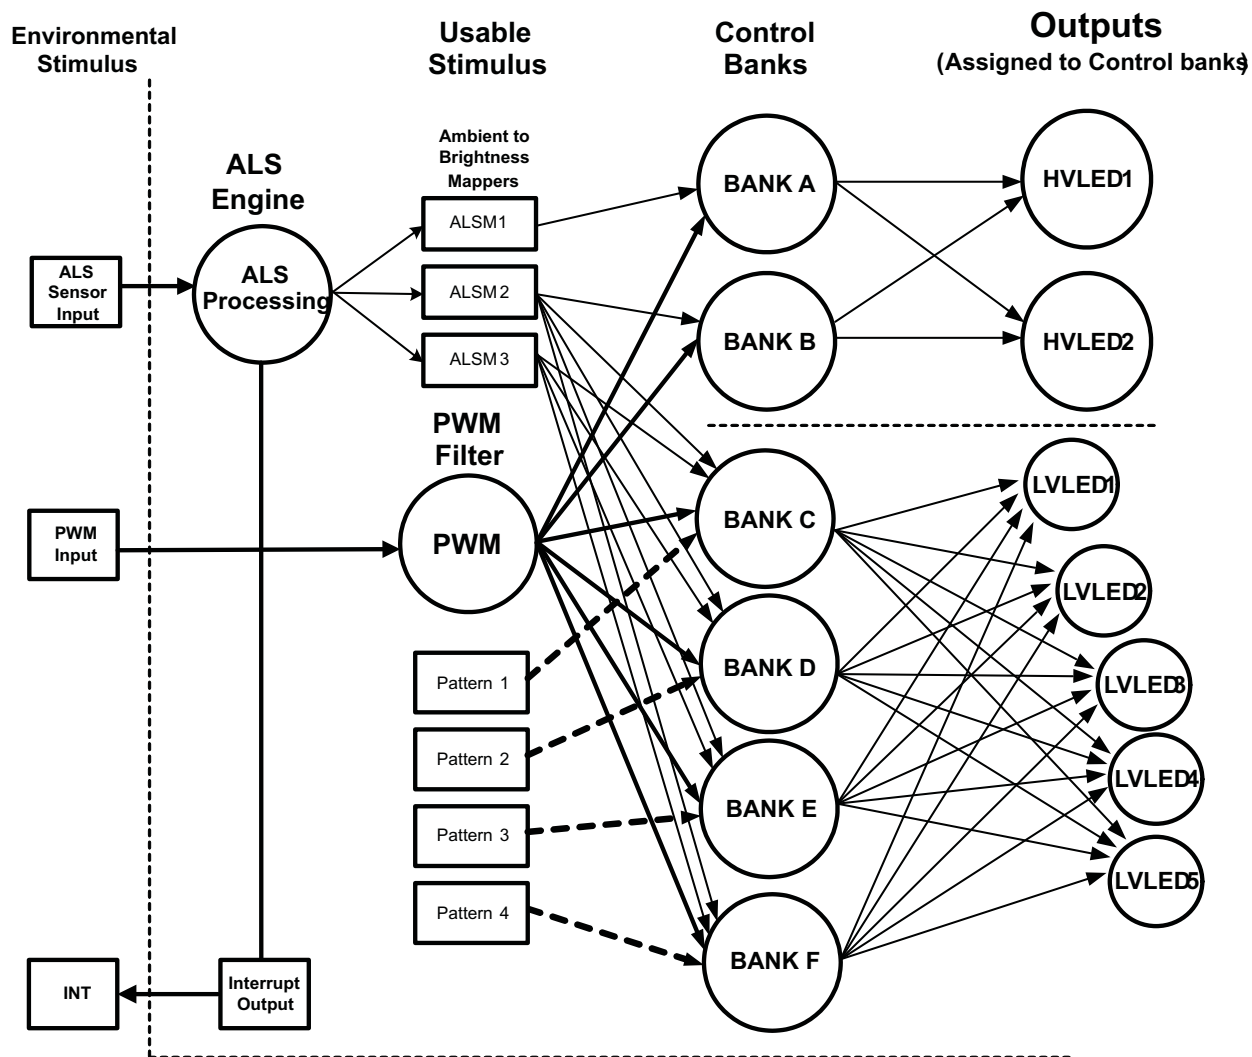 Environmental
Stimulus
Usable
Stimulus
Control
Banks
Outputs
(Assigned to Control banks)
Ambient to
Brightness
Mappers
ALS
Engine
ALS
Sensor
Input
ALS
Processing
ALSM1
ALSM2
ALSM3
BANK A
BANK B
HVLED1
HVLED2
PWM
Filter
PWM
Input
PWM
BANK C
BANK D
BANK E
BANK F
LVLED1
LVLED2
LVLED3
LVLED4
LVLED5
Pattern 1
Pattern 2
Pattern 3
Pattern 4
INT
Interrupt
Output